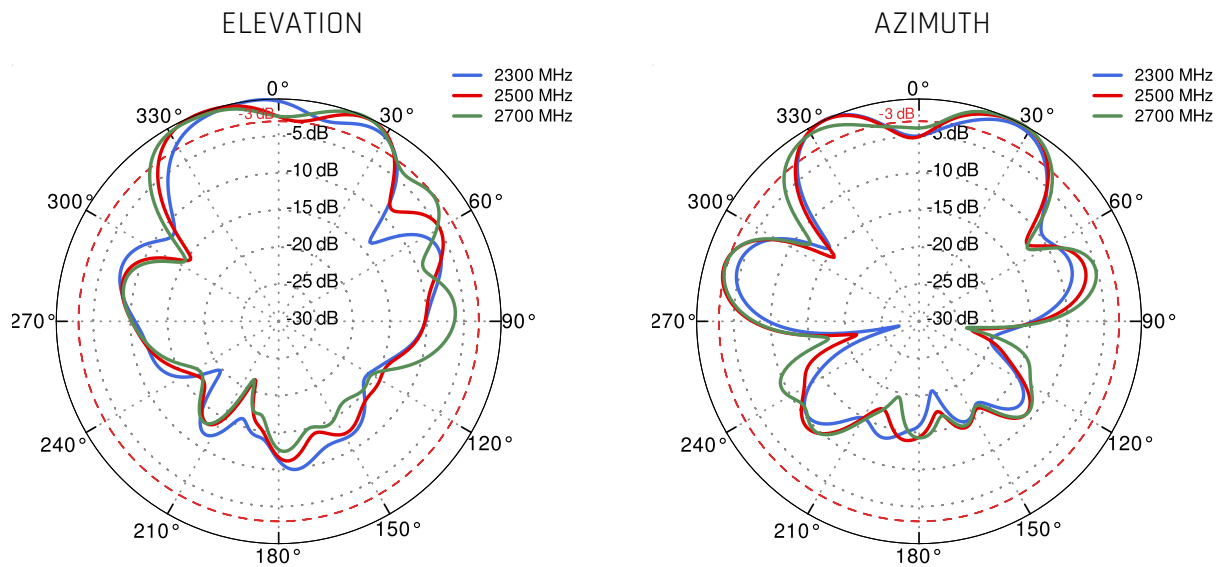 ELEVATION
2300 MHz
2500 MHz
2700 MHz
0°
30°
60°
90°
120°
150°
180°
210°
240°
270°
300°
330°
-3 dB
-5 dB
-10 dB
-15 dB
-20 dB
-25 dB
-30 dB
AZIMUTH
2300 MHz
2500 MHz
2700 MHz
0°
30°
60°
90°
120°
150°
180°
210°
240°
270°
300°
330°
-3 dB
5 dB
-10 dB
-15 dB
-20 dB
-25 dB
-30 dB